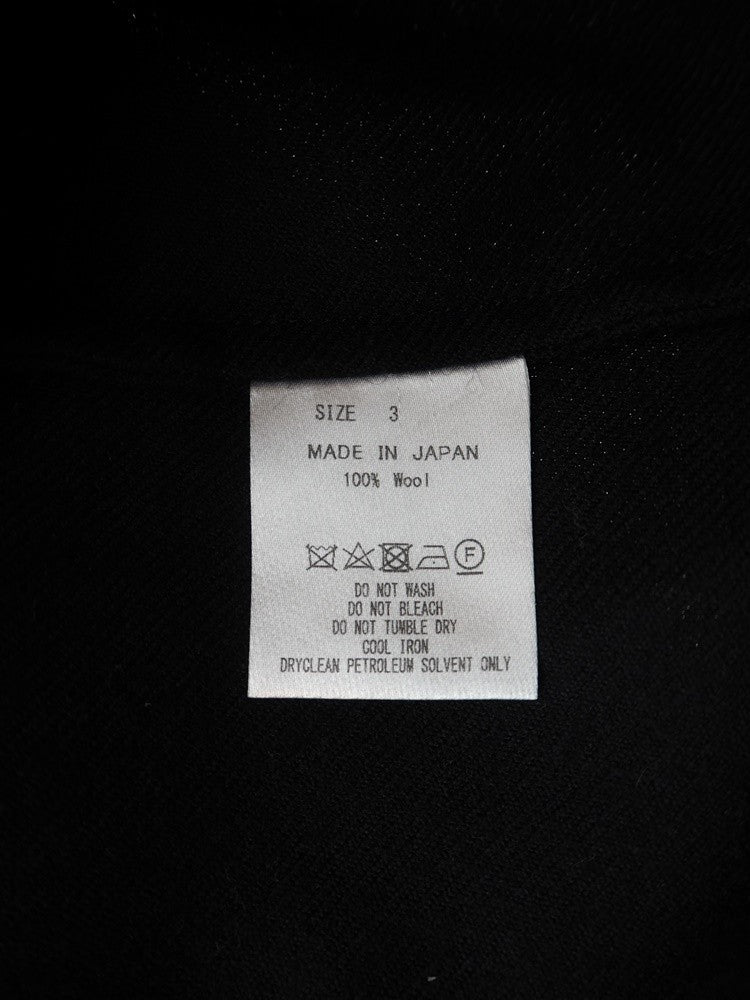 SIZE 3
MADE IN JAPAN
100% Wool
F
DO NOT WASH
DO NOT BLEACH
DO NOT TUMBLE DRY
COOL IRON
DRYCLEAN PETROLEUM SOLVENT ONLY